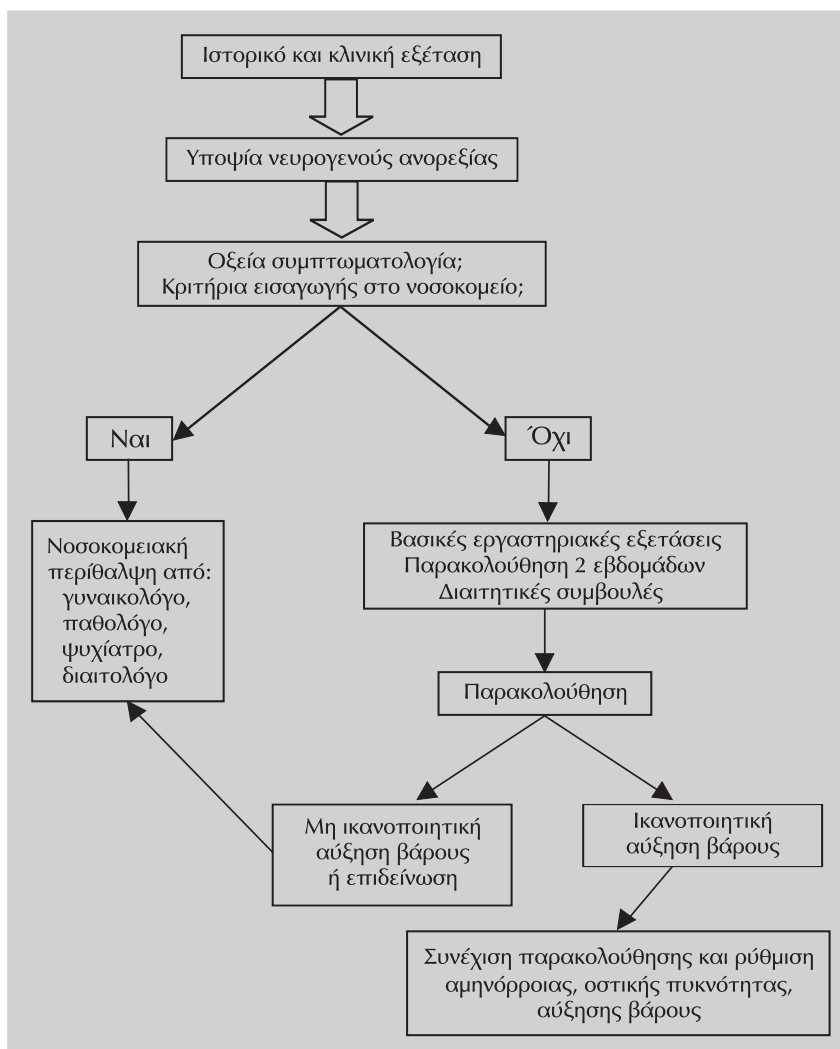 Ιστορικό και κλινική εξέταση
Υποψία νευρογενούς ανορεξίας
Οξεία συμπτωματολογία;
Κριτήρια εισαγωγής στο νοσοκομείο;
Ναι
Όχι
Νοσοκομειακή
περίθαλψη από:
γυναικολόγο,
παθολόγο,
ψυχίατρο,
διαιτολόγο
Βασικές εργαστηριακές εξετάσεις
Παρακολούθηση 2 εβδομάδων
Διαιτητικές συμβουλές
Παρακολούθηση
Μη ικανοποιητική
αύξηση βάρους
ή επιδείνωση
Ικανοποιητική
αύξηση βάρους
Συνέχιση παρακολούθησης και ρύθμιση
αμηνόρροιας, οστικής πυκνότητας,
αύξησης βάρους